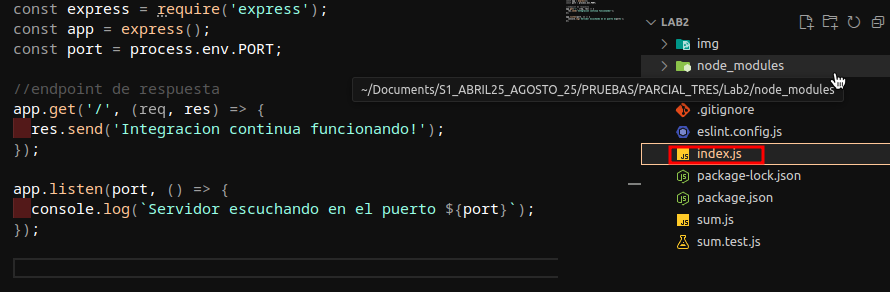 const express = require('express');
const app = express();
const port = process.env.PORT;
//endpoint de respuesta
app.get('/', (req, res) => {
res.send('Integracion continua funcionando!');
});
app.listen(port, () => {
console.log(`Servidor escuchando en el puerto ${port}`);
});
LAB2
img
node_modules
~/Documents/S1_ABRIL25_AGOSTO_25/PRUEBAS/PARCIAL_TRES/Lab2/node_modules
.gitignore
eslint.config.js
index.js
package-lock.json
package.json
sum.js
sum.test.js